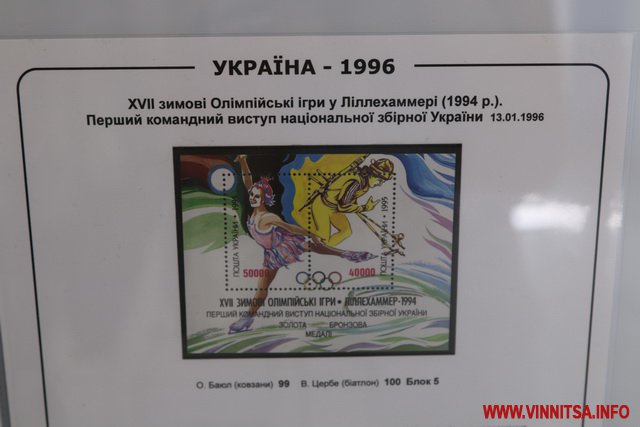 УКРАЇНА - 1996
XVII зимові Олімпійські ігри у Ліллехаммері (1994 р.).
Перший командний виступ національної збірної України 13.01.1996
ПОШТА УКРАЇНИ • 1995
50000
ПОШТА УКРАЇНИ • 1995
40000
XVII ЗИМОВІ ОЛІМПІЙСЬКІ ІГРИ • ЛІЛЛЕХАММЕР-1994
ПЕРШИЙ КОМАНДНИЙ ВИСТУП НАЦІОНАЛЬНОЇ ЗБІРНОЇ УКРАЇНИ
ЗОЛОТА БРОНЗОВА
МЕДАЛІ
О. Баюл (ковзани) 99 В. Цербе (біатлон) 100 Блок 5
WWW.VINNITSA.INFO